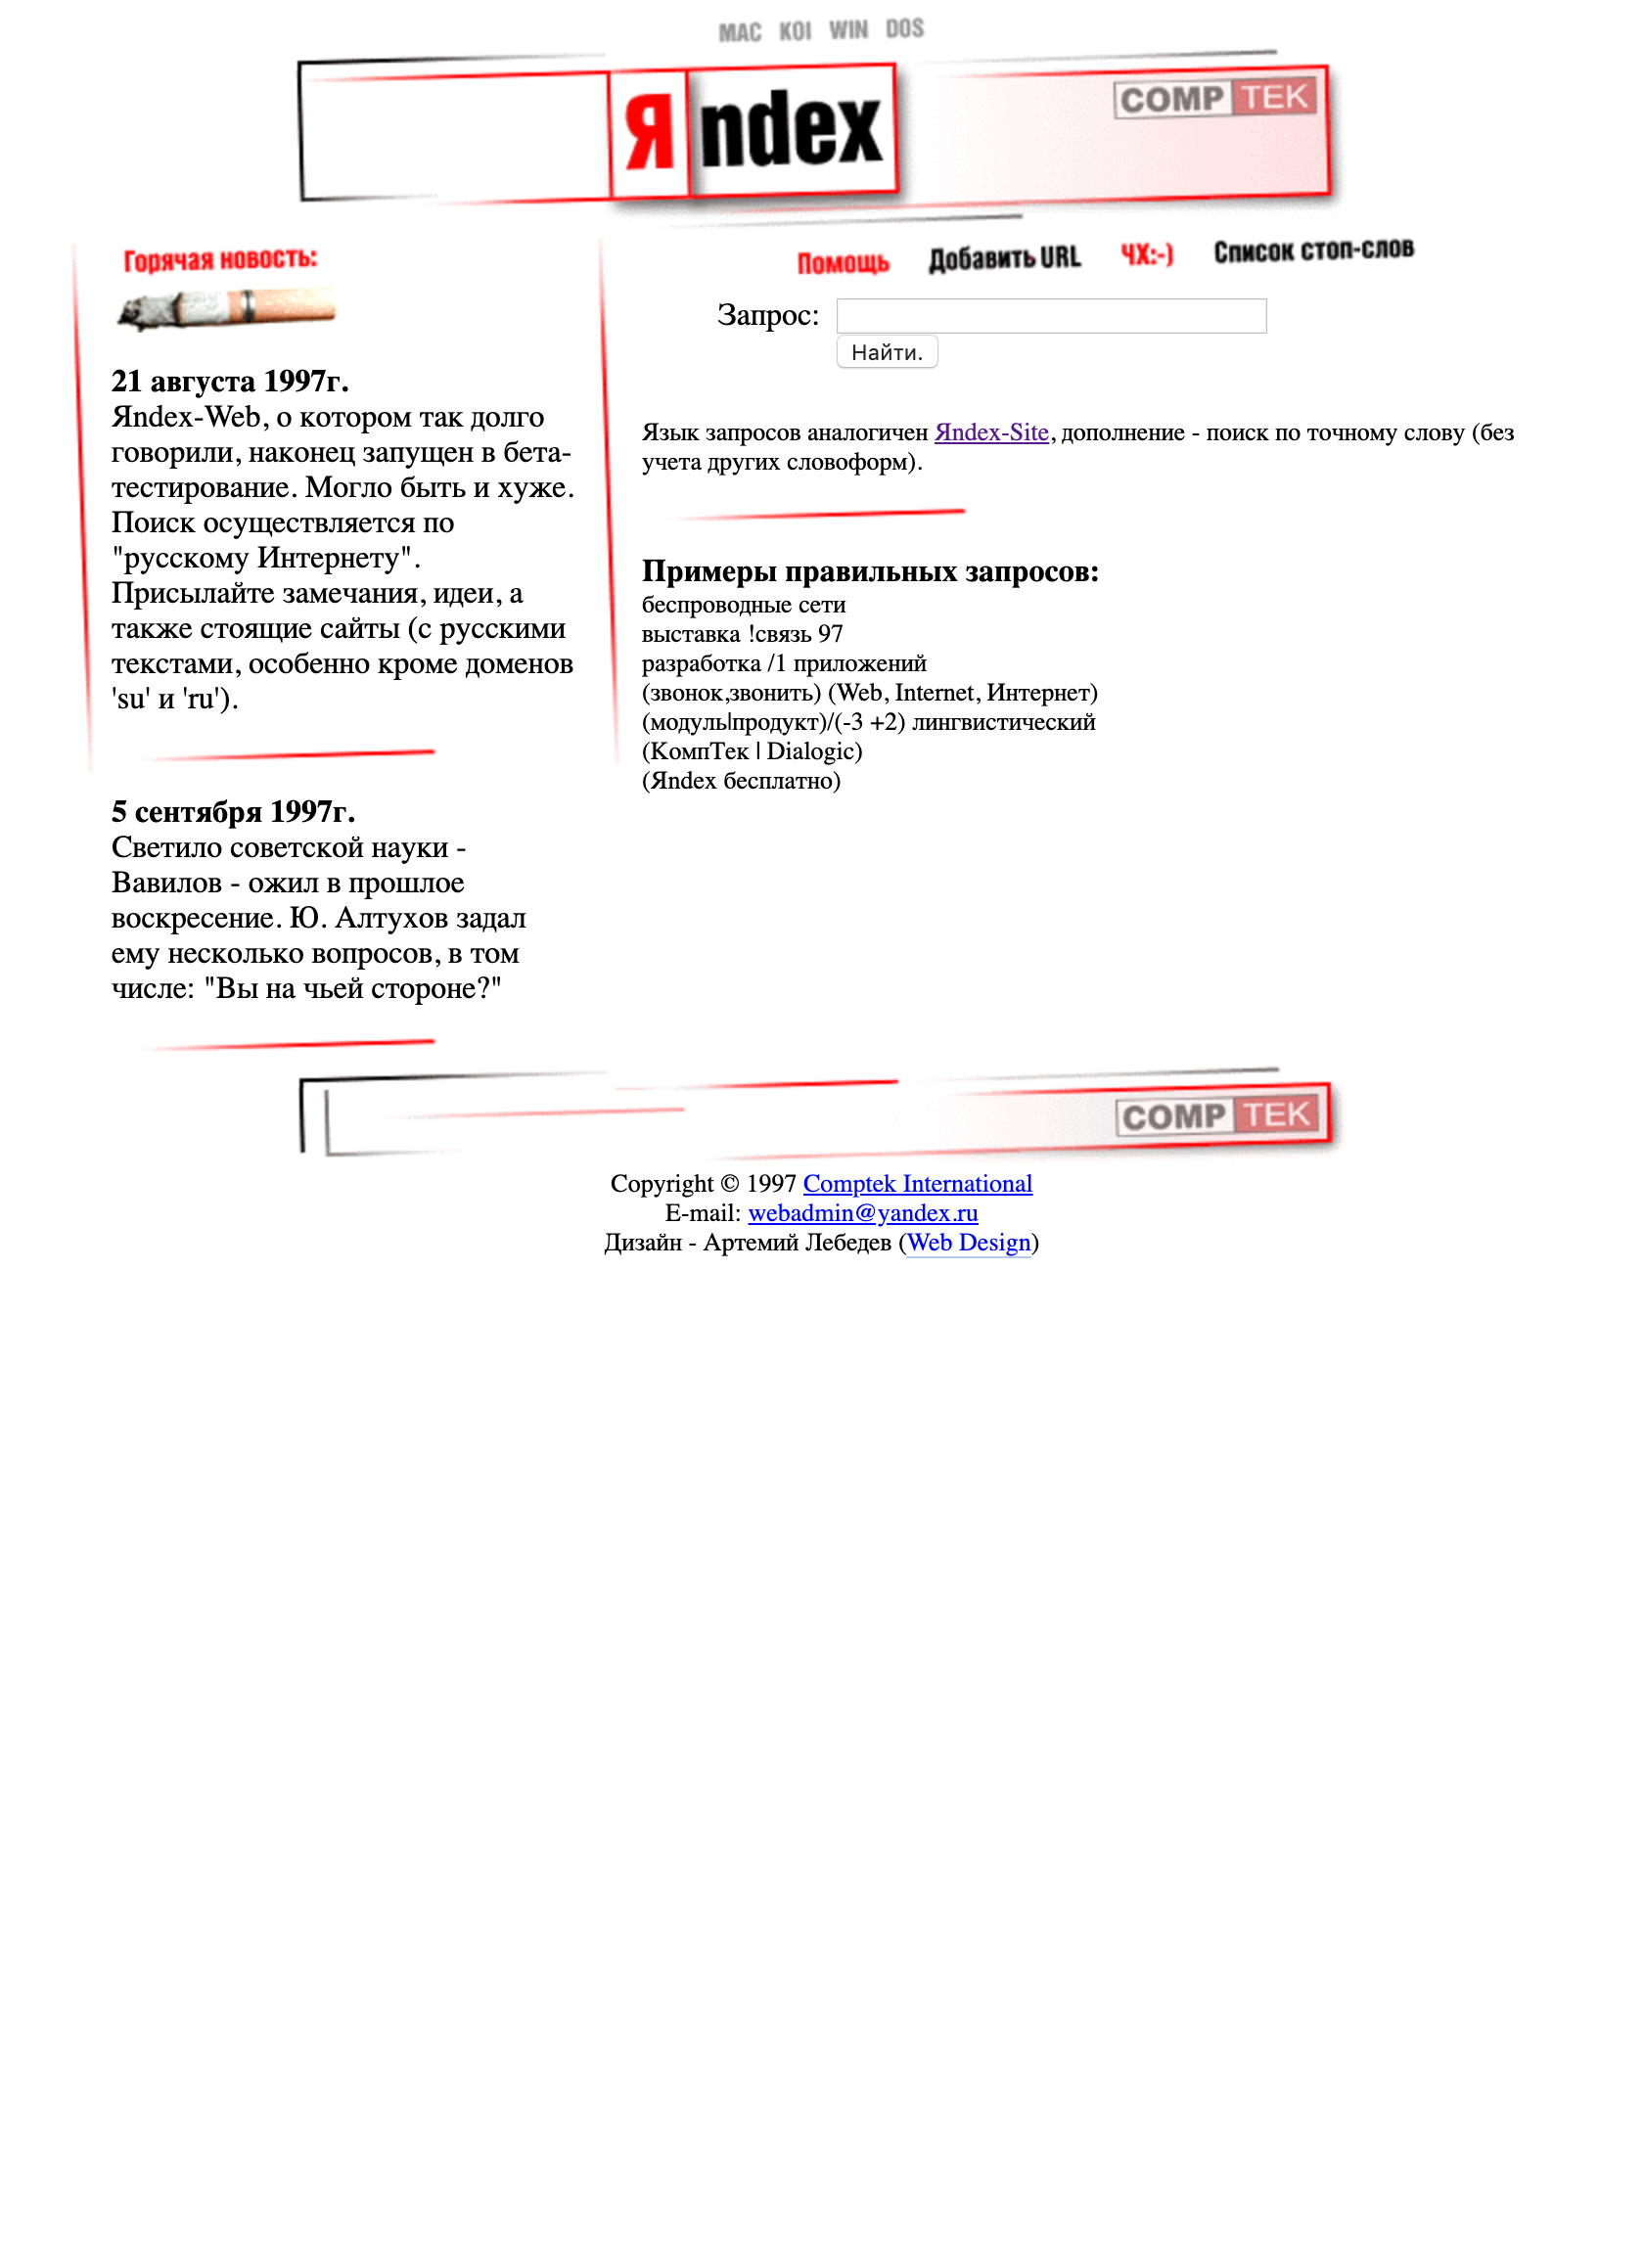 MAC KOI WIN DOS
Яndex
COMPTEK
Горячая новость:
21 августа 1997г.
Яndex-Web, о котором так долго
говорили, наконец запущен в бета-
тестирование. Могло быть и хуже.
Поиск осуществляется по
"русскому Интернету".
Присылайте замечания, идеи, а
также стоящие сайты (с русскими
текстами, особенно кроме доменов
'su' и 'ru').
5 сентября 1997г.
Светило советской науки -
Вавилов - ожил в прошлое
воскресение. Ю. Алтухов задал
ему несколько вопросов, в том
числе: "Вы на чьей стороне?"
Помощь Добавить URL ЧХ:-) Список стоп-слов
Запрос:
Найти.
Язык запросов аналогичен Яndex-Site, дополнение - поиск по точному слову (без
учета других словоформ).
Примеры правильных запросов:
беспроводные сети
выставка !связь 97
разработка /1 приложений
(звонок,звонить) (Web, Internet, Интернет)
(модуль|продукт)/(-3 +2) лингвистический
(КомпТек | Dialogic)
(Яndex бесплатно)
COMPTEK
Copyright © 1997 Comptek International
E-mail: webadmin@yandex.ru
Дизайн - Артемий Лебедев (Web Design)